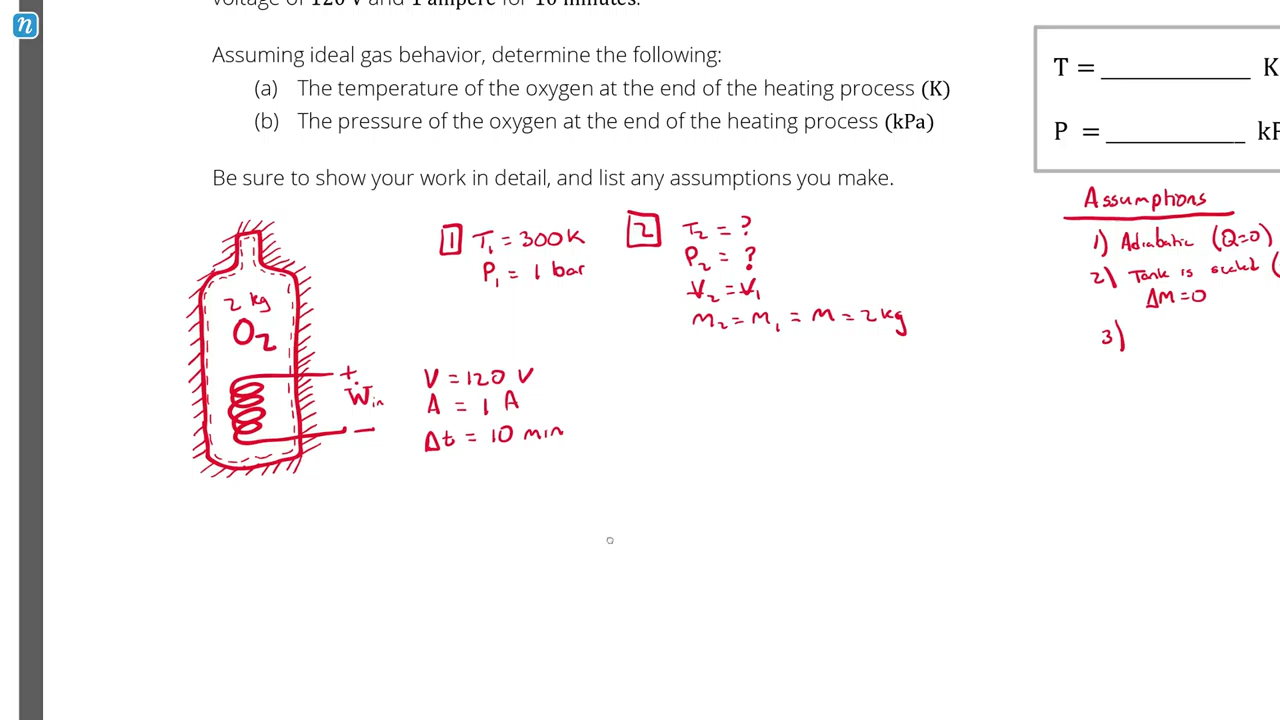 n
voltage of 120 V and 1 ampere for 10 minutes.
Assuming ideal gas behavior, determine the following:
(a) The temperature of the oxygen at the end of the heating process (K)
(b) The pressure of the oxygen at the end of the heating process (kPa)
Be sure to show your work in detail, and list any assumptions you make.
T = ____________ K
P = ____________
2 kg
O2
+
Ẇin
−
1 T1 = 300K
P1 = 1 bar
V = 120 V
A = 1 A
Δt = 10 min
2 T2 = ?
P2 = ?
V2 = V1
M2 = M1 = M = 2 kg
Assumptions
1) Adiabatic (Q=0)
2) Tank is sealed (
ΔM=0
3)